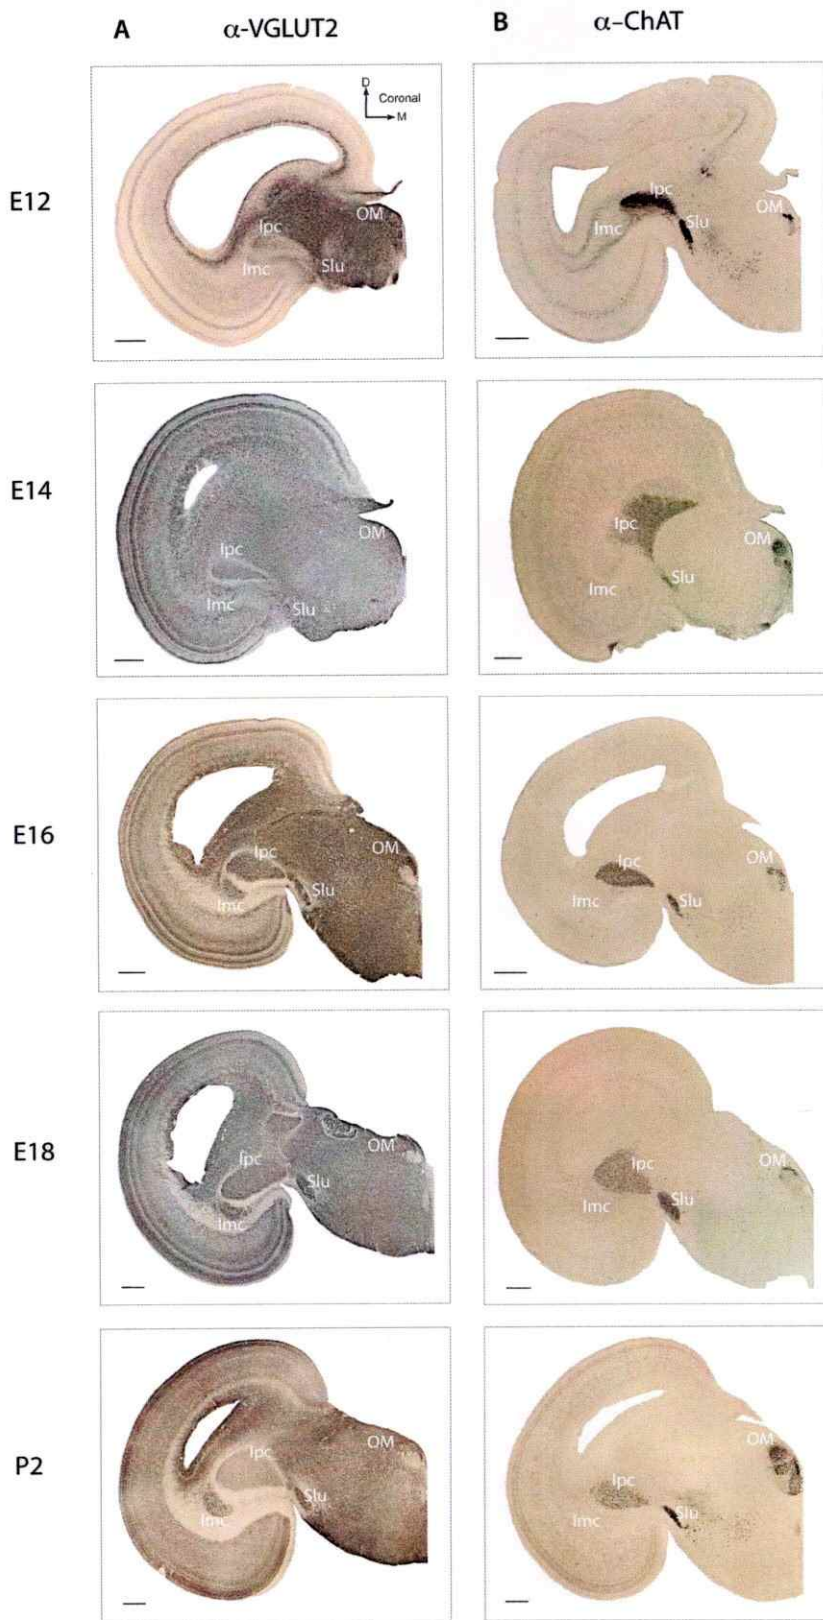 A α-VGLUT2 B α–ChAT
E12
D
Coronal
M
Ipc
OM
Imc
Slu
Ipc
OM
Imc
Slu
E14
OM
Ipc
Imc
Slu
OM
Ipc
Imc
Slu
E16
OM
Ipc
Imc
Slu
OM
Ipc
Imc
Slu
E18
OM
Ipc
Slu
Imc
OM
Ipc
Imc
Slu
P2
OM
Ipc
Slu
Imc
OM
Ipc
Imc
Slu